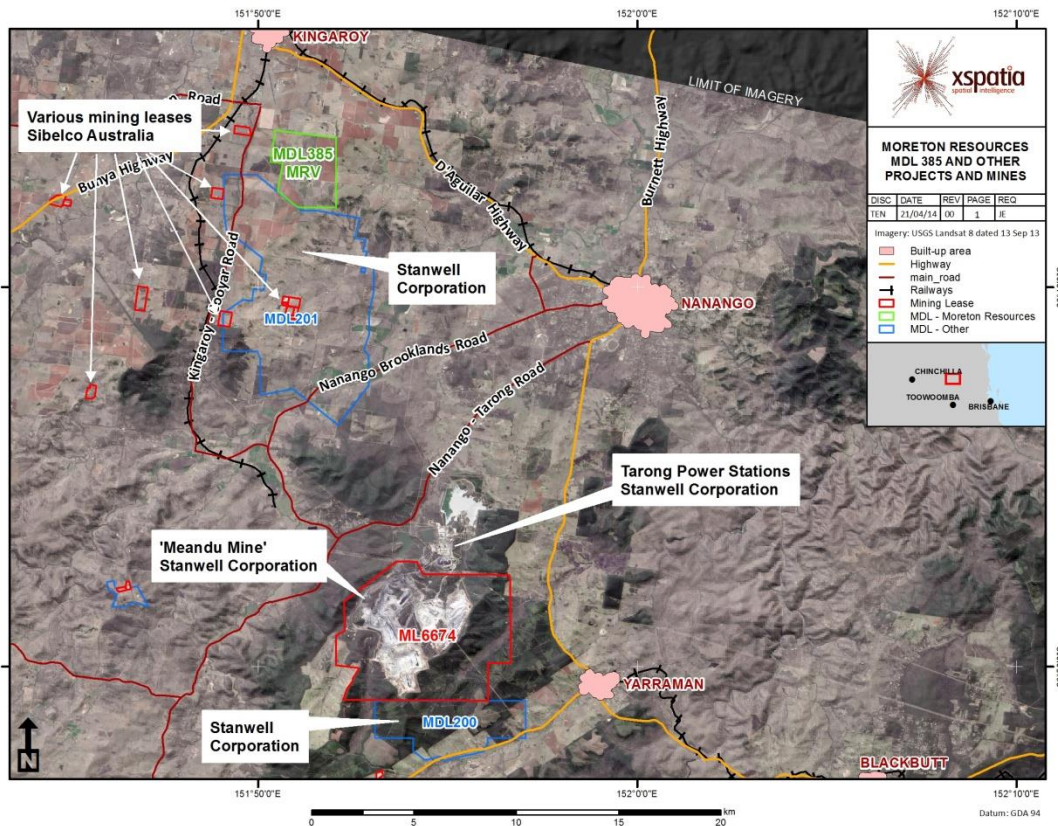 151°50'0"E
152°0'0"E
152°10'0"E
KINGAROY
Road
Various mining leases
Sibelco Australia
Bunya Highway
MDL385
MRV
D'Aguilar Highway
Burnett Highway
LIMIT OF IMAGERY
Stanwell
Corporation
MDL201
Kingaroy - Cooyar Road
Nanango Brooklands Road
NANANGO
Nanango - Tarong Road
Tarong Power Stations
Stanwell Corporation
'Meandu Mine'
Stanwell Corporation
ML6674
YARRAMAN
Stanwell
Corporation
MDL200
BLACKBUTT
N
151°50'0"E
152°0'0"E
152°10'0"E
0 5 10 15 20 km
Datum: GDA 94
xspatia
spatial intelligence
MORETON RESOURCES
MDL 385 AND OTHER
PROJECTS AND MINES
DISC DATE REV PAGE REQ
TEN 21/04/14 00 1 JE
Imagery: USGS Landsat 8 dated 13 Sep 13
Built-up area
Highway
main_road
Railways
Mining Lease
MDL - Moreton Resources
MDL - Other
CHINCHILLA
TOOWOOMBA
BRISBANE